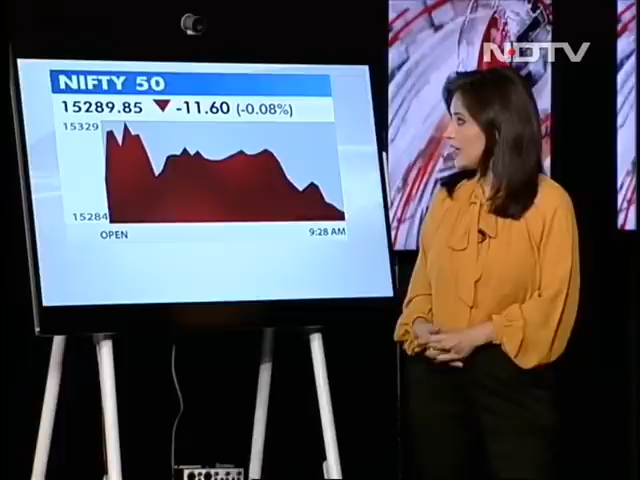 NDTV
NIFTY 50
15289.85 ▼ -11.60 (-0.08%)
15329
15284
OPEN 9:28 AM